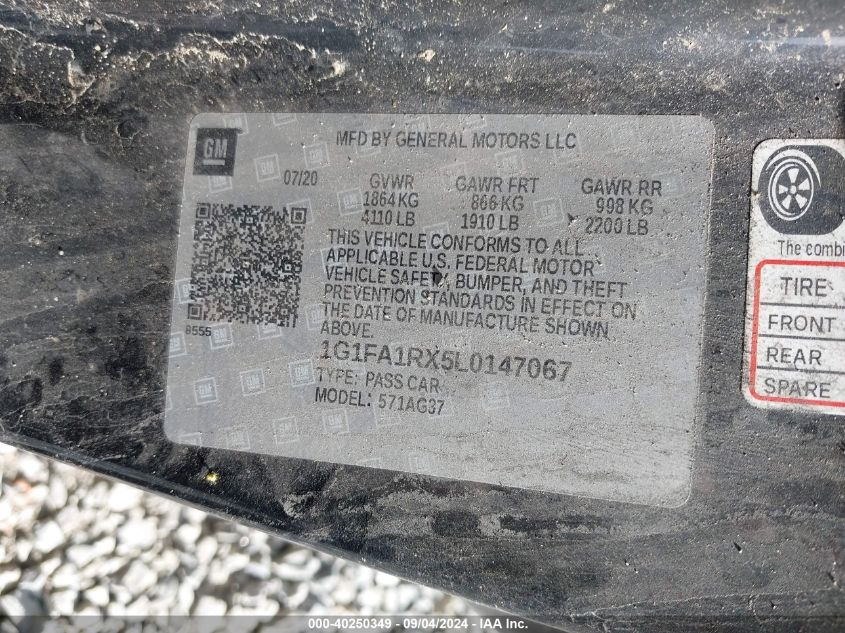 MFD BY GENERAL MOTORS LLC
GM
07/20
GVWR GAWR FRT GAWR RR
1864 KG 866 KG 998 KG
4110 LB 1910 LB 2200 LB
THIS VEHICLE CONFORMS TO ALL
APPLICABLE U.S. FEDERAL MOTOR
VEHICLE SAFETY, BUMPER, AND THEFT
PREVENTION STANDARDS IN EFFECT ON
THE DATE OF MANUFACTURE SHOWN
ABOVE.
8555
1G1FA1RX5L0147067
TYPE: PASS CAR
MODEL: 571AG37
The combi
TIRE
FRONT
REAR
SPARE
000-40250349 - 09/04/2024 - IAA Inc.